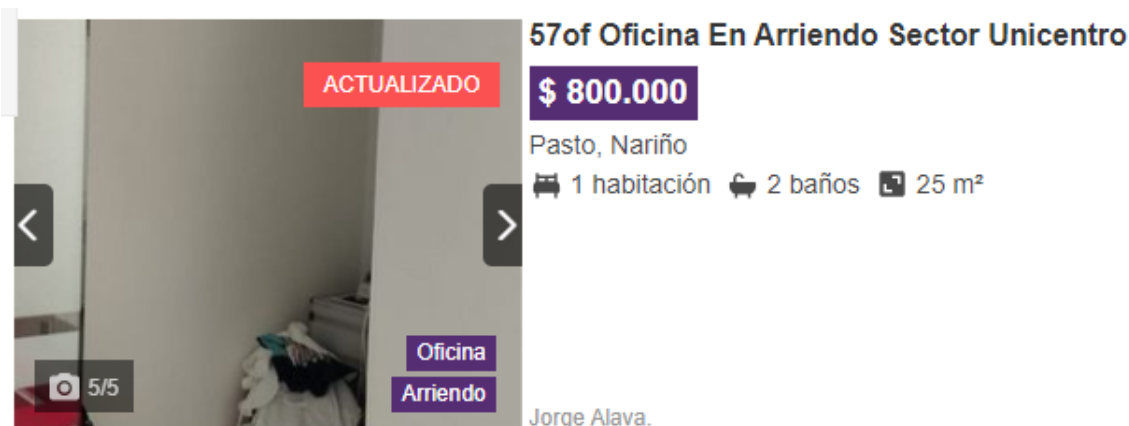 57of Oficina En Arriendo Sector Unicentro
ACTUALIZADO
$ 800.000
Pasto, Nariño
1 habitación 2 baños 25 m²
Oficina
5/5
Arriendo
Jorge Alava.